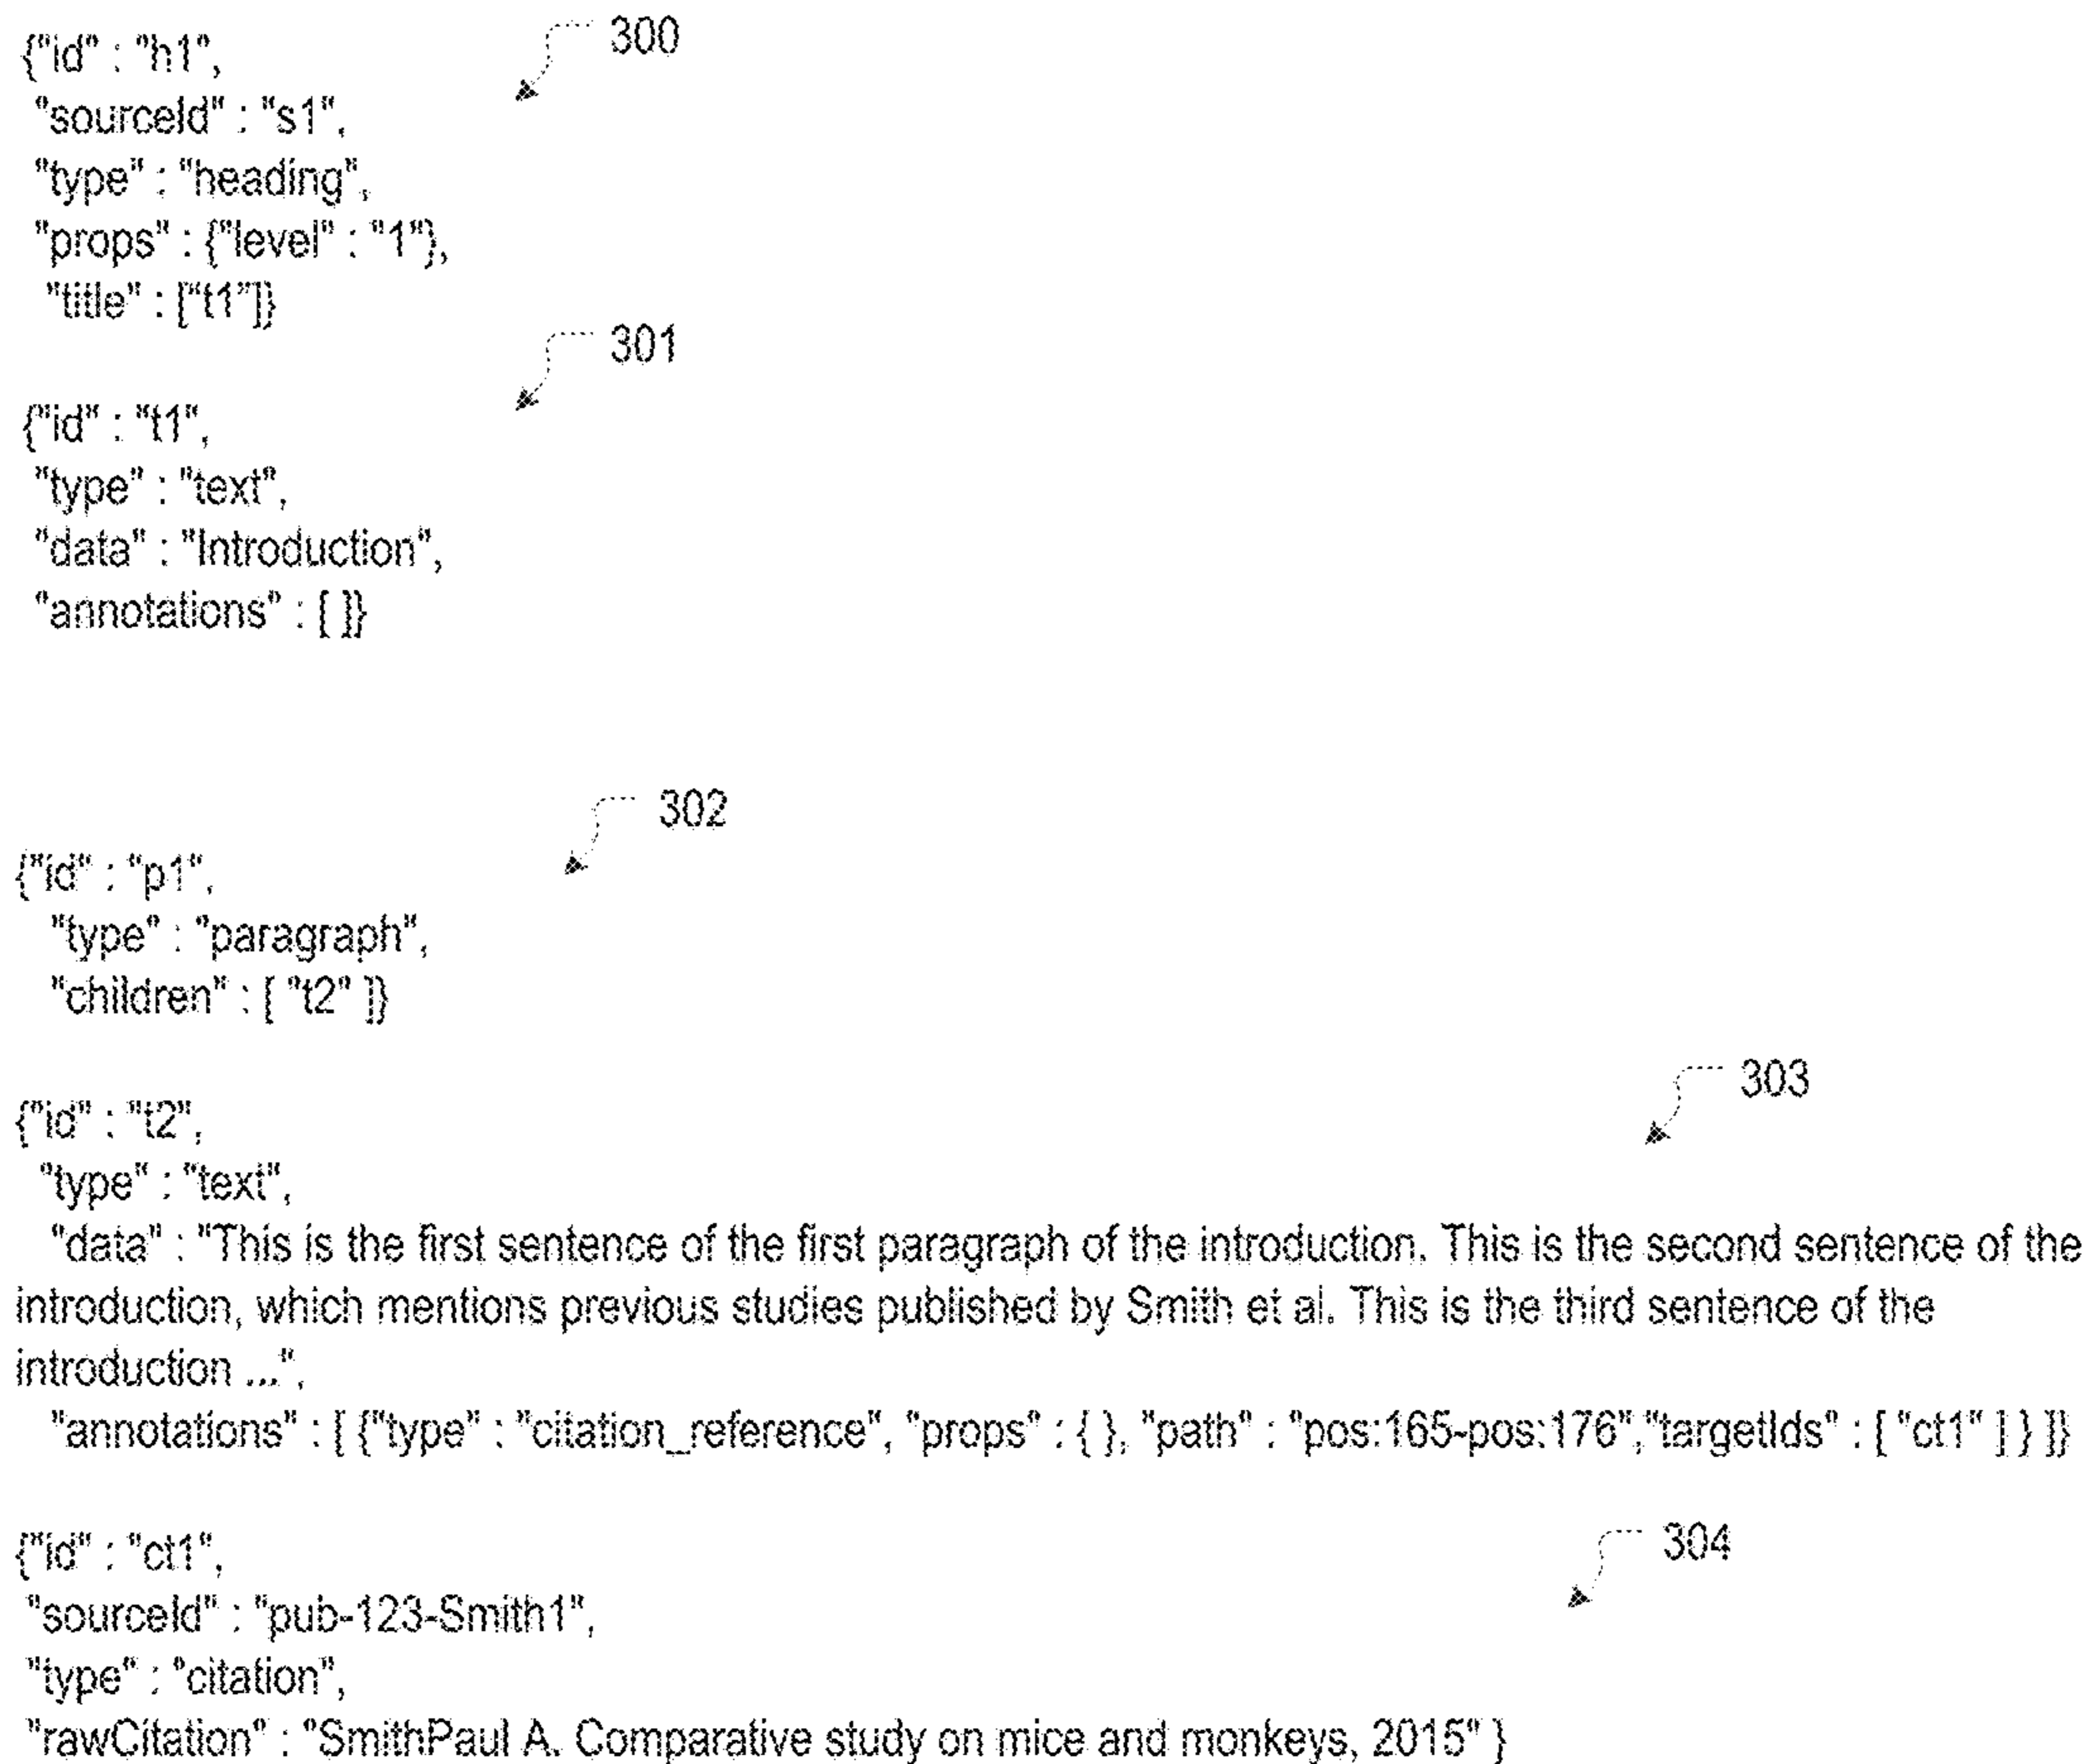 300
{"id" : "h1",
"sourceId" : "s1",
"type" : "heading",
"props" : {"level" : "1"},
"title" : ["t1"]}
301
{"id" : "t1",
"type" : "text",
"data" : "Introduction",
"annotations" : [ ]}
302
{"id" : "p1",
"type" : "paragraph",
"children" : [ "t2" ]}
303
{"id" : "t2",
"type" : "text",
"data" : "This is the first sentence of the first paragraph of the introduction. This is the second sentence of the
introduction, which mentions previous studies published by Smith et al. This is the third sentence of the
introduction ...",
"annotations" : [ {"type" : "citation_reference", "props" : { }, "path" : "pos:165-pos:176","targetIds" : [ "ct1" ] } ]}
304
{"id" : "ct1",
"sourceId" : "pub-123-Smith1",
"type" : "citation",
"rawCitation" : "SmithPaul A. Comparative study on mice and monkeys, 2015" }